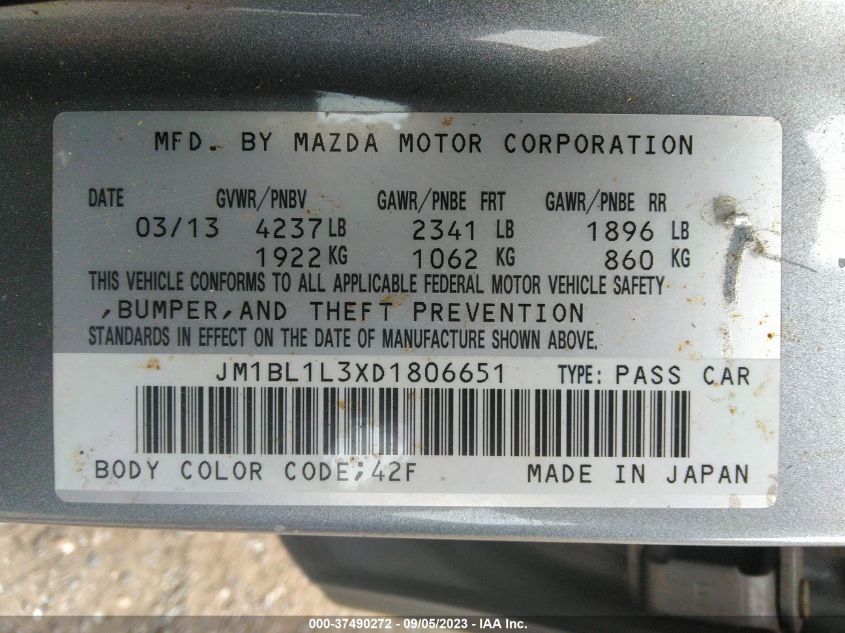 MFD. BY MAZDA MOTOR CORPORATION
DATE GVWR/PNBV GAWR/PNBE FRT GAWR/PNBE RR
03/13 4237 LB 2341 LB 1896 LB
1922 KG 1062 KG 860 KG
THIS VEHICLE CONFORMS TO ALL APPLICABLE FEDERAL MOTOR VEHICLE SAFETY
,BUMPER,AND THEFT PREVENTION
STANDARDS IN EFFECT ON THE DATE OF MANUFACTURE SHOWN ABOVE.
JM1BL1L3XD1806651 TYPE: PASS CAR
BODY COLOR CODE;42F MADE IN JAPAN
000-37490272 - 09/05/2023 - IAA Inc.